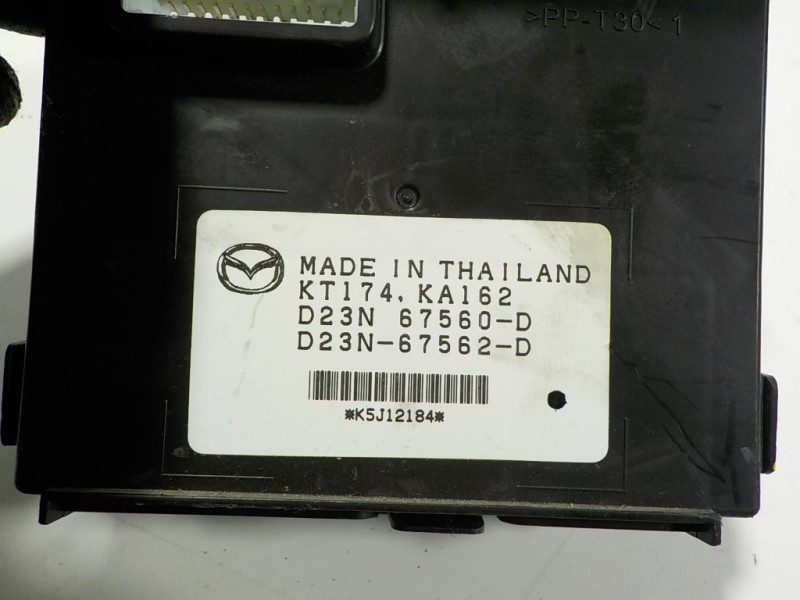 >PP-T30<1
MADE IN THAILAND
KT174, KA162
D23N 67560-D
D23N-67562-D
*K5J12184*